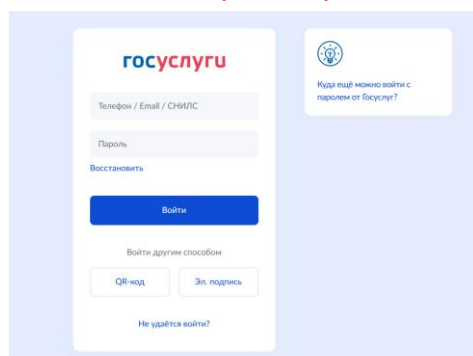 госуслуги
Телефон / Email / СНИЛС
Пароль
Восстановить
Войти
Войти другим способом
QR-код
Эл. подпись
Не удаётся войти?
Куда ещё можно войти с
паролем от Госуслуг?